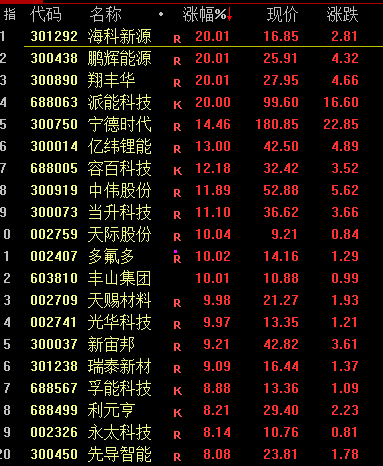 指 代码 名称 • 涨幅%↓ 现价 涨跌
1 301292 海科新源 R 20.01 16.85 2.81
2 300438 鹏辉能源 R 20.01 25.91 4.32
3 300890 翔丰华 R 20.01 27.95 4.66
4 688063 派能科技 K 20.00 99.60 16.60
5 300750 宁德时代 R 14.46 180.85 22.85
6 300014 亿纬锂能 R 13.00 42.50 4.89
7 688005 容百科技 K 12.18 32.42 3.52
8 300919 中伟股份 R 11.89 52.88 5.62
9 300073 当升科技 R 11.10 36.62 3.66
0 002759 天际股份 R 10.04 9.21 0.84
1 002407 多氟多 R 10.02 14.16 1.29
2 603810 丰山集团 10.01 10.88 0.99
3 002709 天赐材料 R 9.98 21.27 1.93
4 002741 光华科技 R 9.97 13.35 1.21
5 300037 新宙邦 R 9.21 42.82 3.61
6 301238 瑞泰新材 R 9.09 16.44 1.37
7 688567 孚能科技 K 8.88 13.36 1.09
8 688499 利元亨 K 8.21 29.40 2.23
9 002326 永太科技 R 8.14 10.76 0.81
20 300450 先导智能 R 8.08 23.81 1.78